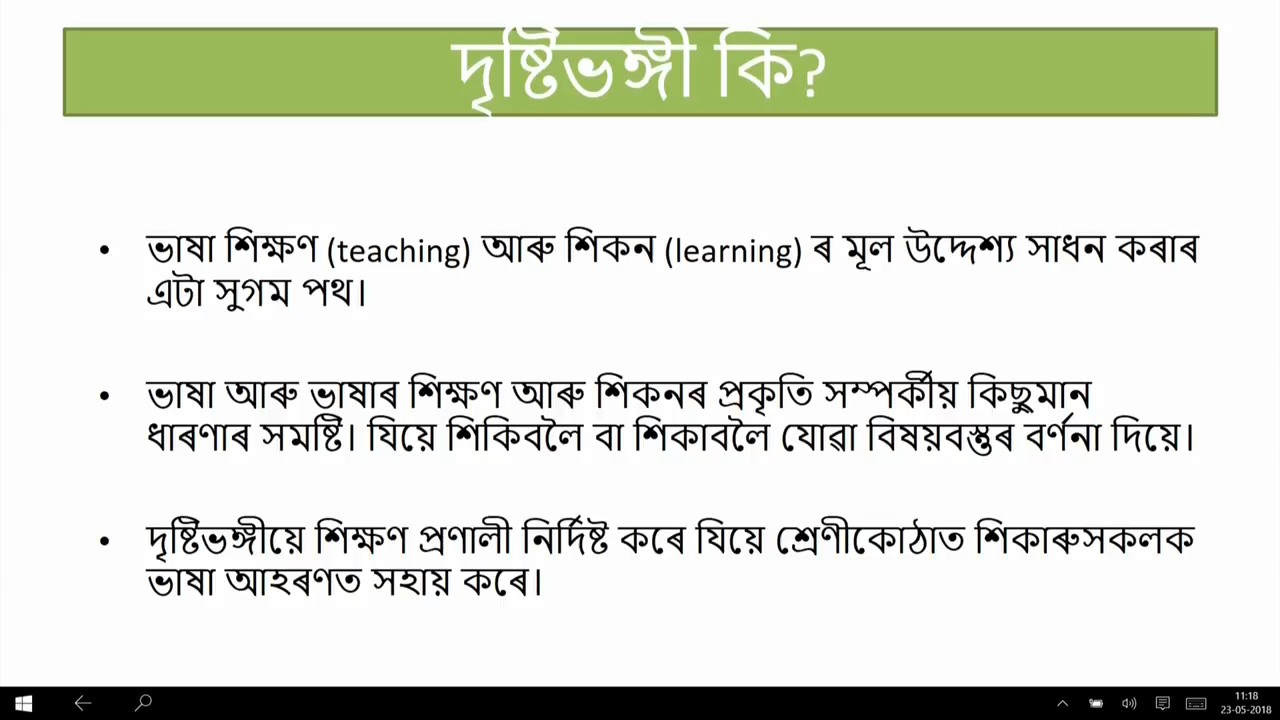 দৃষ্টিভঙ্গী কি?
ভাষা শিক্ষণ (teaching) আৰু শিকন (learning) ৰ মূল উদ্দেশ্য সাধন কৰাৰ
এটা সুগম পথ।
ভাষা আৰু ভাষাৰ শিক্ষণ আৰু শিকনৰ প্ৰকৃতি সম্পৰ্কীয় কিছুমান
ধাৰণাৰ সমষ্টি। যিয়ে শিকিবলৈ বা শিকাবলৈ যোৱা বিষয়বস্তুৰ বৰ্ণনা দিয়ে।
দৃষ্টিভঙ্গীয়ে শিক্ষণ প্ৰণালী নিৰ্দিষ্ট কৰে যিয়ে শ্ৰেণীকোঠাত শিকাৰুসকলক
ভাষা আহৰণত সহায় কৰে।
11:18
23-05-2018